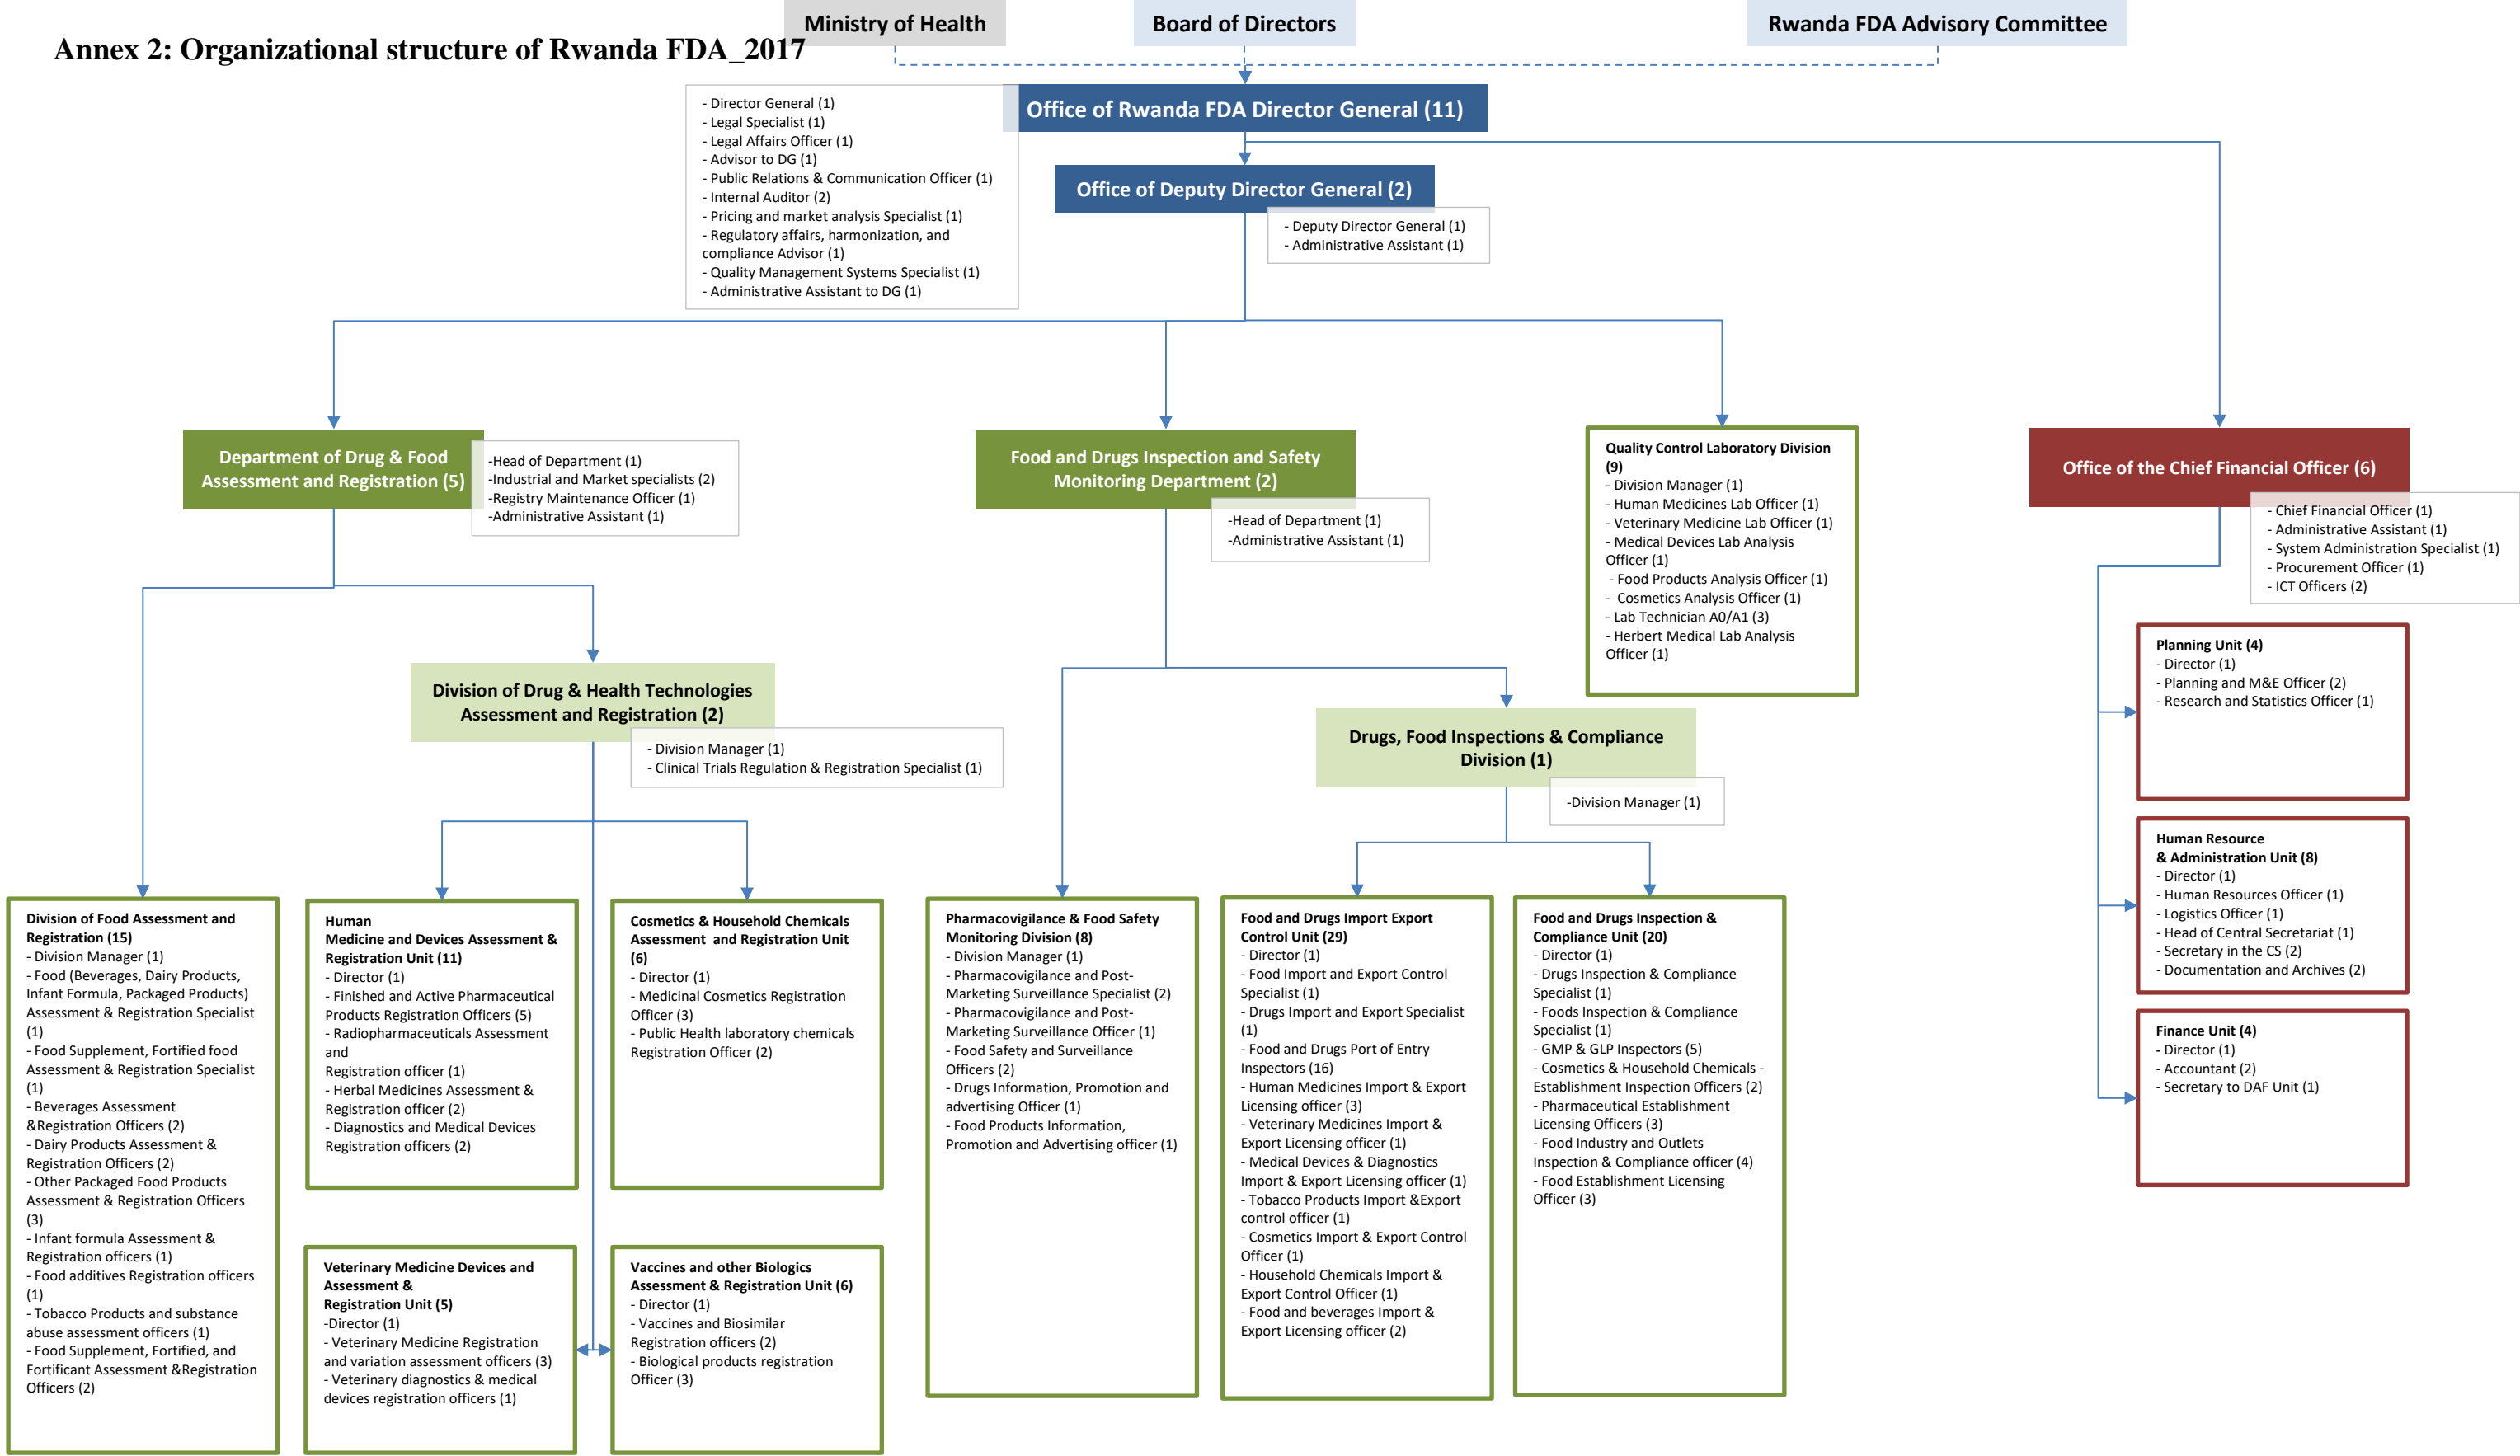 Ministry of Health
Board of Directors
Rwanda FDA Advisory Committee
Annex 2: Organizational structure of Rwanda FDA_2017
Office of Rwanda FDA Director General (11)
- Director General (1)
- Legal Specialist (1)
- Legal Affairs Officer (1)
- Advisor to DG (1)
- Public Relations & Communication Officer (1)
- Internal Auditor (2)
- Pricing and market analysis Specialist (1)
- Regulatory affairs, harmonization, and
compliance Advisor (1)
- Quality Management Systems Specialist (1)
- Administrative Assistant to DG (1)
Office of Deputy Director General (2)
- Deputy Director General (1)
- Administrative Assistant (1)
Department of Drug & Food
Assessment and Registration (5)
-Head of Department (1)
-Industrial and Market specialists (2)
-Registry Maintenance Officer (1)
-Administrative Assistant (1)
Food and Drugs Inspection and Safety
Monitoring Department (2)
-Head of Department (1)
-Administrative Assistant (1)
Quality Control Laboratory Division
(9)
- Division Manager (1)
- Human Medicines Lab Officer (1)
- Veterinary Medicine Lab Officer (1)
- Medical Devices Lab Analysis
Officer (1)
- Food Products Analysis Officer (1)
- Cosmetics Analysis Officer (1)
- Lab Technician A0/A1 (3)
- Herbert Medical Lab Analysis
Officer (1)
Office of the Chief Financial Officer (6)
- Chief Financial Officer (1)
- Administrative Assistant (1)
- System Administration Specialist (1)
- Procurement Officer (1)
- ICT Officers (2)
Division of Drug & Health Technologies
Assessment and Registration (2)
- Division Manager (1)
- Clinical Trials Regulation & Registration Specialist (1)
Drugs, Food Inspections & Compliance
Division (1)
-Division Manager (1)
Planning Unit (4)
- Director (1)
- Planning and M&E Officer (2)
- Research and Statistics Officer (1)
Human Resource
& Administration Unit (8)
- Director (1)
- Human Resources Officer (1)
- Logistics Officer (1)
- Head of Central Secretariat (1)
- Secretary in the CS (2)
- Documentation and Archives (2)
Finance Unit (4)
- Director (1)
- Accountant (2)
- Secretary to DAF Unit (1)
Division of Food Assessment and
Registration (15)
- Division Manager (1)
- Food (Beverages, Dairy Products,
Infant Formula, Packaged Products)
Assessment & Registration Specialist
(1)
- Food Supplement, Fortified food
Assessment & Registration Specialist
(1)
- Beverages Assessment
&Registration Officers (2)
- Dairy Products Assessment &
Registration Officers (2)
- Other Packaged Food Products
Assessment & Registration Officers
(3)
- Infant formula Assessment &
Registration officers (1)
- Food additives Registration officers
(1)
- Tobacco Products and substance
abuse assessment officers (1)
- Food Supplement, Fortified, and
Fortificant Assessment &Registration
Officers (2)
Human
Medicine and Devices Assessment &
Registration Unit (11)
- Director (1)
- Finished and Active Pharmaceutical
Products Registration Officers (5)
- Radiopharmaceuticals Assessment
and
Registration officer (1)
- Herbal Medicines Assessment &
Registration officer (2)
- Diagnostics and Medical Devices
Registration officers (2)
Cosmetics & Household Chemicals
Assessment and Registration Unit
(6)
- Director (1)
- Medicinal Cosmetics Registration
Officer (3)
- Public Health laboratory chemicals
Registration Officer (2)
Veterinary Medicine Devices and
Assessment &
Registration Unit (5)
-Director (1)
- Veterinary Medicine Registration
and variation assessment officers (3)
- Veterinary diagnostics & medical
devices registration officers (1)
Vaccines and other Biologics
Assessment & Registration Unit (6)
- Director (1)
- Vaccines and Biosimilar
Registration officers (2)
- Biological products registration
Officer (3)
Pharmacovigilance & Food Safety
Monitoring Division (8)
- Division Manager (1)
- Pharmacovigilance and Post-
Marketing Surveillance Specialist (2)
- Pharmacovigilance and Post-
Marketing Surveillance Officer (1)
- Food Safety and Surveillance
Officers (2)
- Drugs Information, Promotion and
advertising Officer (1)
- Food Products Information,
Promotion and Advertising officer (1)
Food and Drugs Import Export
Control Unit (29)
- Director (1)
- Food Import and Export Control
Specialist (1)
- Drugs Import and Export Specialist
(1)
- Food and Drugs Port of Entry
Inspectors (16)
- Human Medicines Import & Export
Licensing officer (3)
- Veterinary Medicines Import &
Export Licensing officer (1)
- Medical Devices & Diagnostics
Import & Export Licensing officer (1)
- Tobacco Products Import &Export
control officer (1)
- Cosmetics Import & Export Control
Officer (1)
- Household Chemicals Import &
Export Control Officer (1)
- Food and beverages Import &
Export Licensing officer (2)
Food and Drugs Inspection &
Compliance Unit (20)
- Director (1)
- Drugs Inspection & Compliance
Specialist (1)
- Foods Inspection & Compliance
Specialist (1)
- GMP & GLP Inspectors (5)
- Cosmetics & Household Chemicals -
Establishment Inspection Officers (2)
- Pharmaceutical Establishment
Licensing Officers (3)
- Food Industry and Outlets
Inspection & Compliance officer (4)
- Food Establishment Licensing
Officer (3)